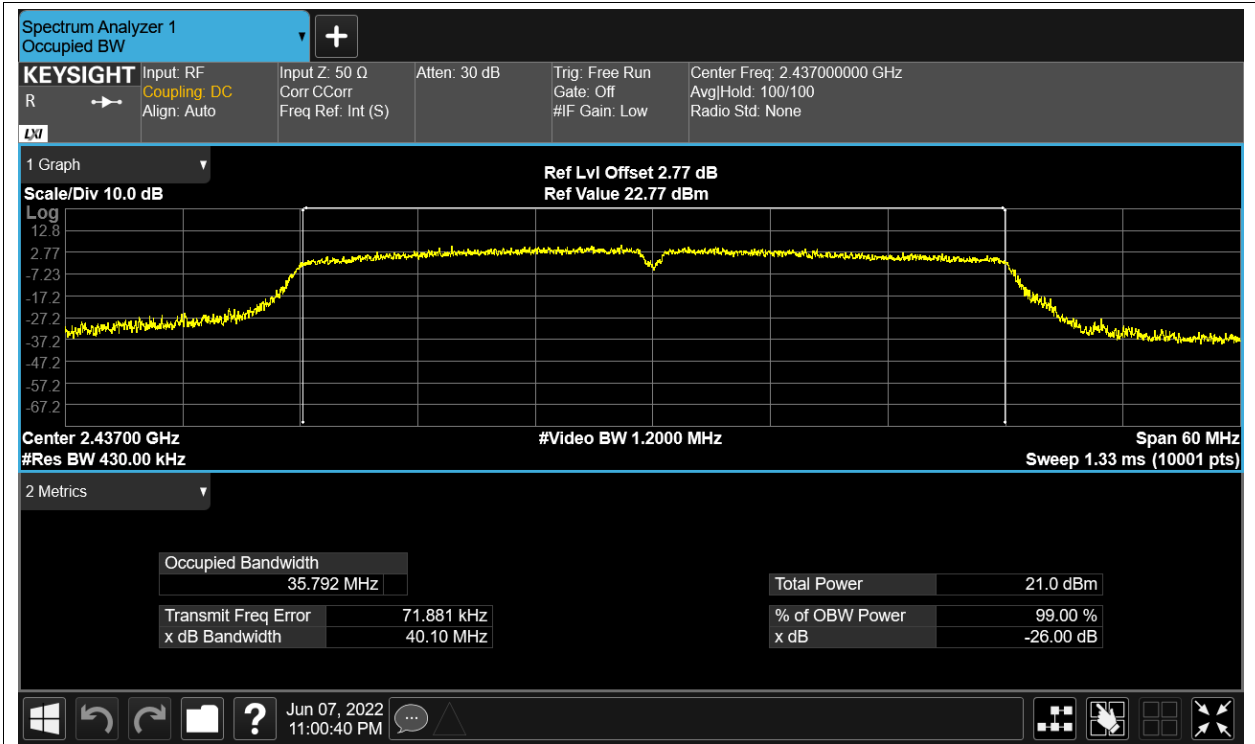 Spectrum Analyzer 1
Occupied BW
KEYSIGHT
R
LXI
Input: RF
Coupling: DC
Align: Auto
Input Z: 50 Ω
Corr CCorr
Freq Ref: Int (S)
Atten: 30 dB
Trig: Free Run
Gate: Off
#IF Gain: Low
Center Freq: 2.437000000 GHz
Avg|Hold: 100/100
Radio Std: None
1 Graph
Scale/Div 10.0 dB
Ref Lvl Offset 2.77 dB
Ref Value 22.77 dBm
Log
12.8
2.77
-7.23
-17.2
-27.2
-37.2
-47.2
-57.2
-67.2
Center 2.43700 GHz
#Video BW 1.2000 MHz
Span 60 MHz
#Res BW 430.00 kHz
Sweep 1.33 ms (10001 pts)
2 Metrics
Occupied Bandwidth
35.792 MHz
Total Power 21.0 dBm
Transmit Freq Error 71.881 kHz
% of OBW Power 99.00 %
x dB Bandwidth 40.10 MHz
x dB -26.00 dB
?
Jun 07, 2022
11:00:40 PM